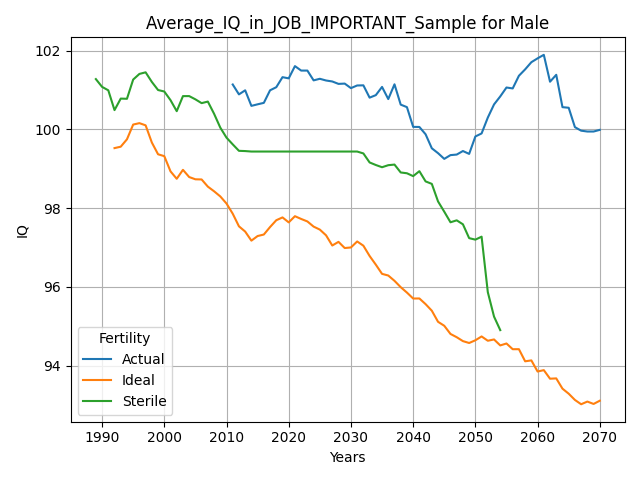 Average_IQ_in_JOB_IMPORTANT_Sample for Male
102
100
98
96
94
IQ
Fertility
Actual
Ideal
Sterile
1990 2000 2010 2020 2030 2040 2050 2060 2070
Years